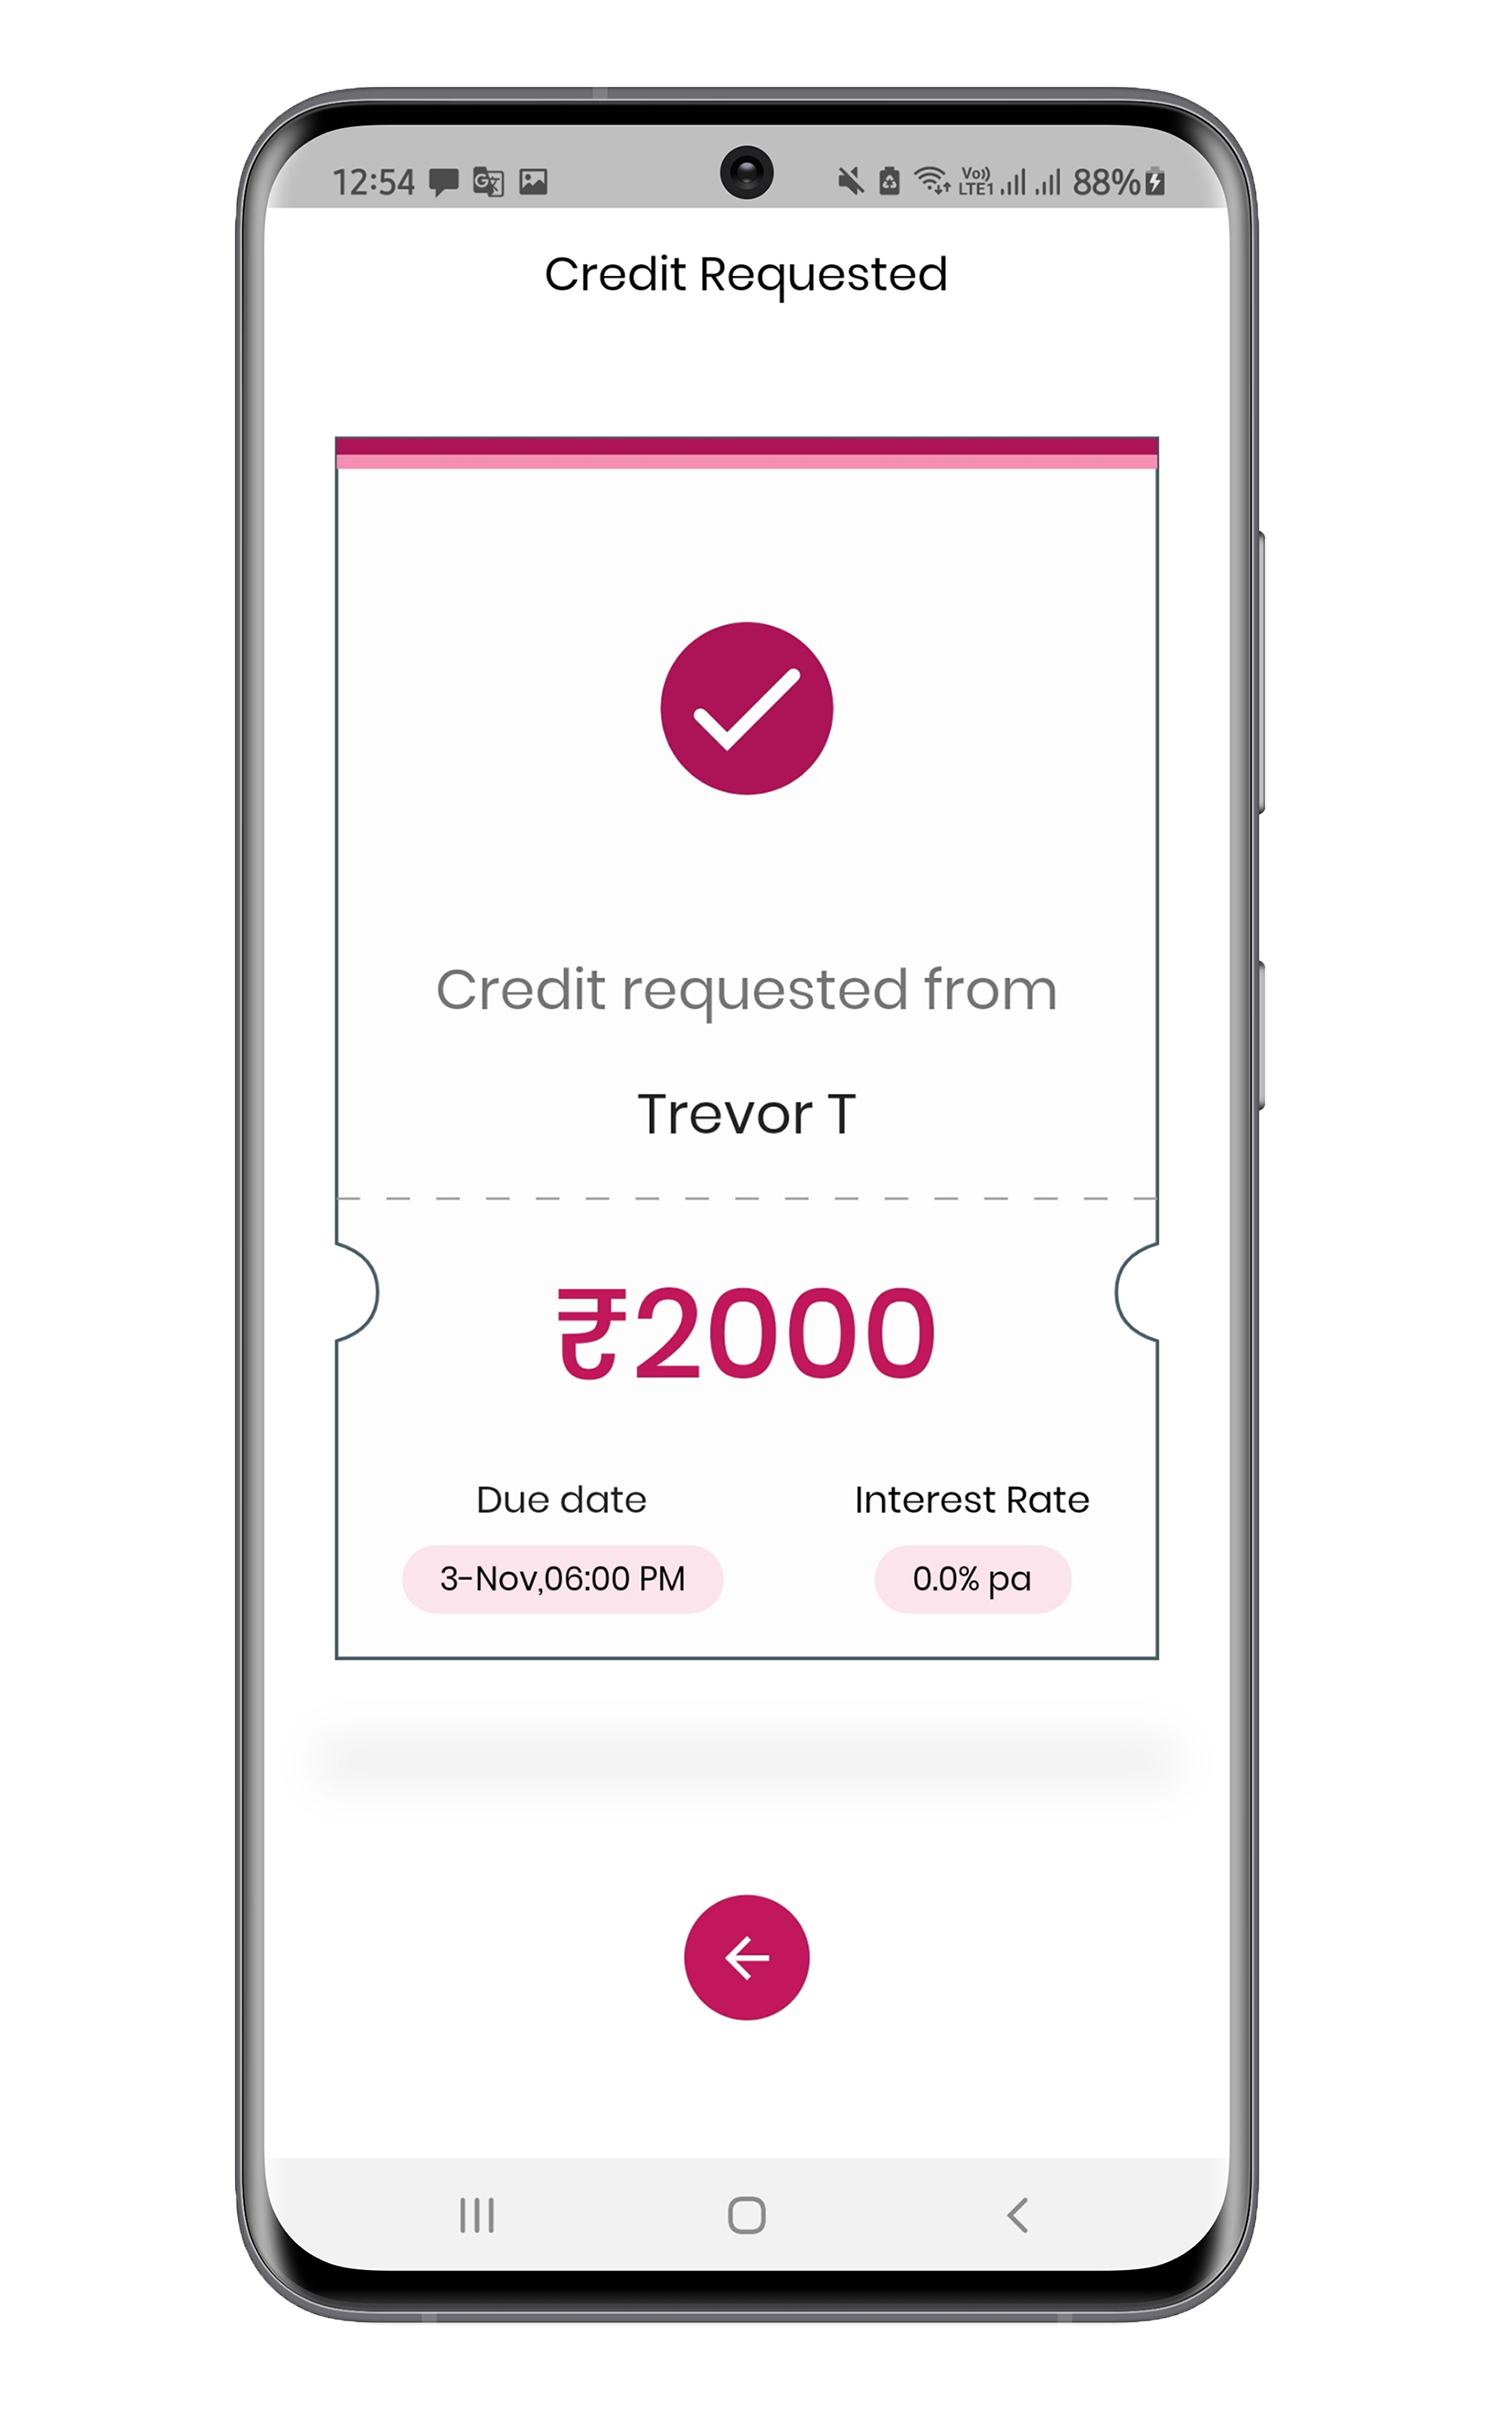 12:54 Vo)) LTE1 88%
Credit Requested
Credit requested from
Trevor T
₹2000
Due date Interest Rate
3-Nov,06:00 PM 0.0% pa